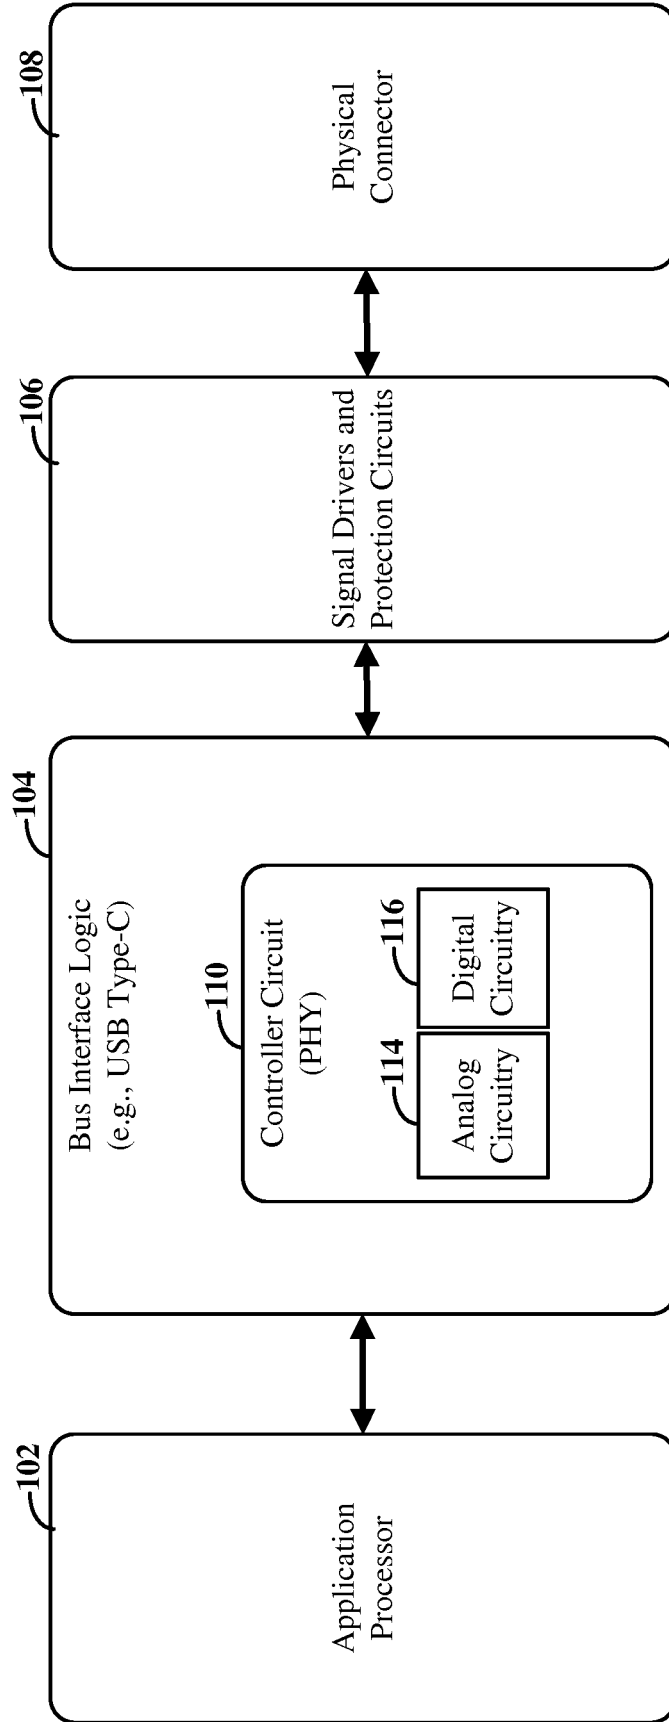 102
Application
Processor
104
Bus Interface Logic
(e.g., USB Type-C)
110
Controller Circuit
(PHY)
114
Analog
Circuitry
116
Digital
Circuitry
106
Signal Drivers and
Protection Circuits
108
Physical
Connector